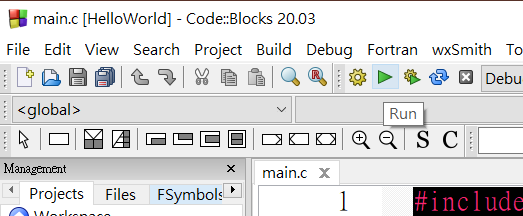 main.c [HelloWorld] - Code::Blocks 20.03
File Edit View Search Project Build Debug Fortran wxSmith
Debu
<global>
Run
S C
Management
Projects Files FSymbols
main.c
1 #include
Workspace